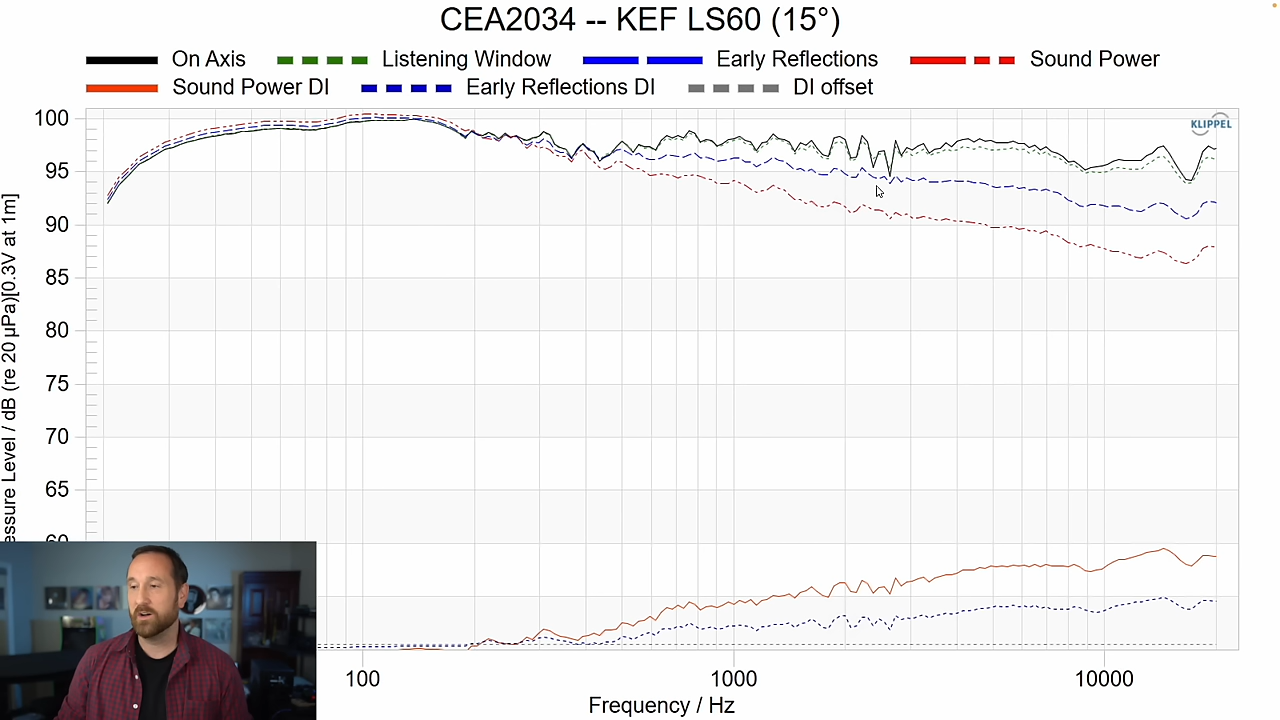 CEA2034 -- KEF LS60 (15°)
On Axis
Listening Window
Early Reflections
Sound Power
Sound Power DI
Early Reflections DI
DI offset
KLIPPEL
100
95
90
85
80
75
70
65
60
essure Level / dB (re 20 µPa)[0.3V at 1m]
100
1000
10000
Frequency / Hz